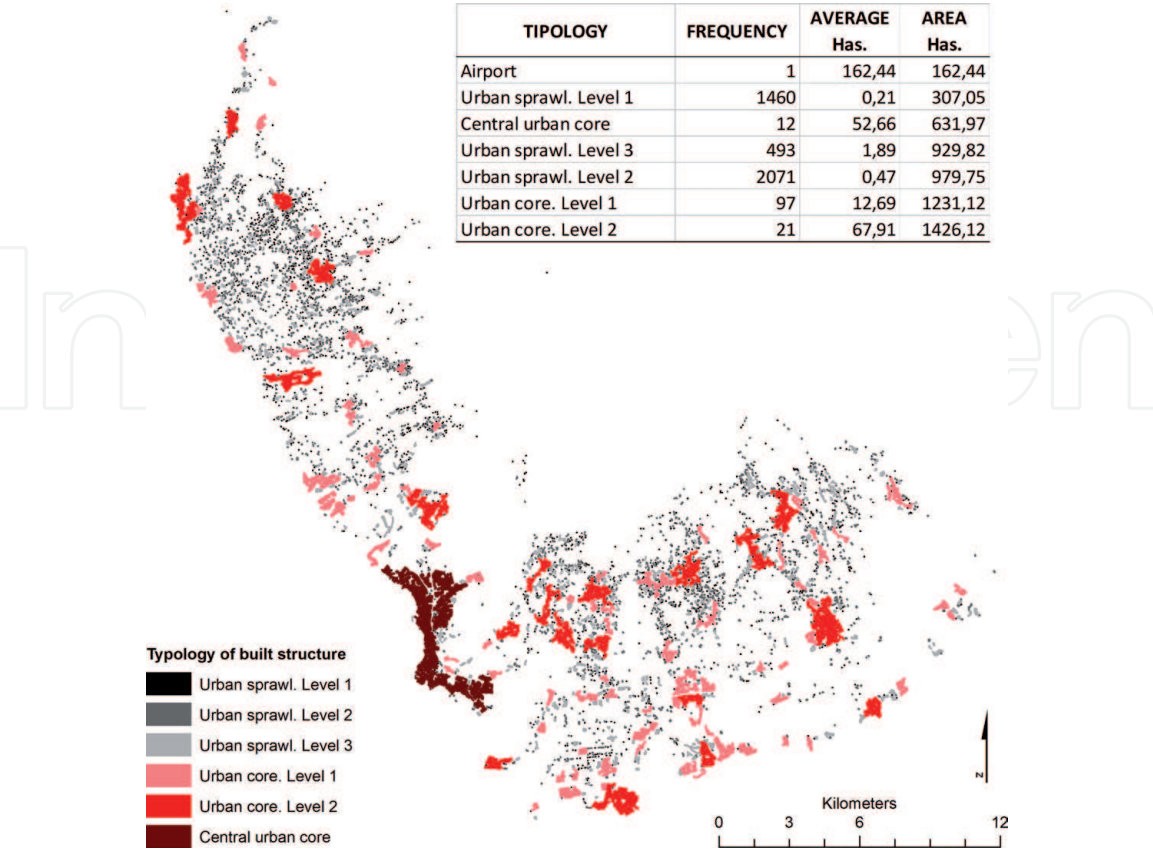 TIPOLOGY FREQUENCY AVERAGE Has. AREA Has.
Airport 1 162,44 162,44
Urban sprawl. Level 1 1460 0,21 307,05
Central urban core 12 52,66 631,97
Urban sprawl. Level 3 493 1,89 929,82
Urban sprawl. Level 2 2071 0,47 979,75
Urban core. Level 1 97 12,69 1231,12
Urban core. Level 2 21 67,91 1426,12
Typology of built structure
Urban sprawl. Level 1
Urban sprawl. Level 2
Urban sprawl. Level 3
Urban core. Level 1
Urban core. Level 2
Central urban core
z
Kilometers
0 3 6 12